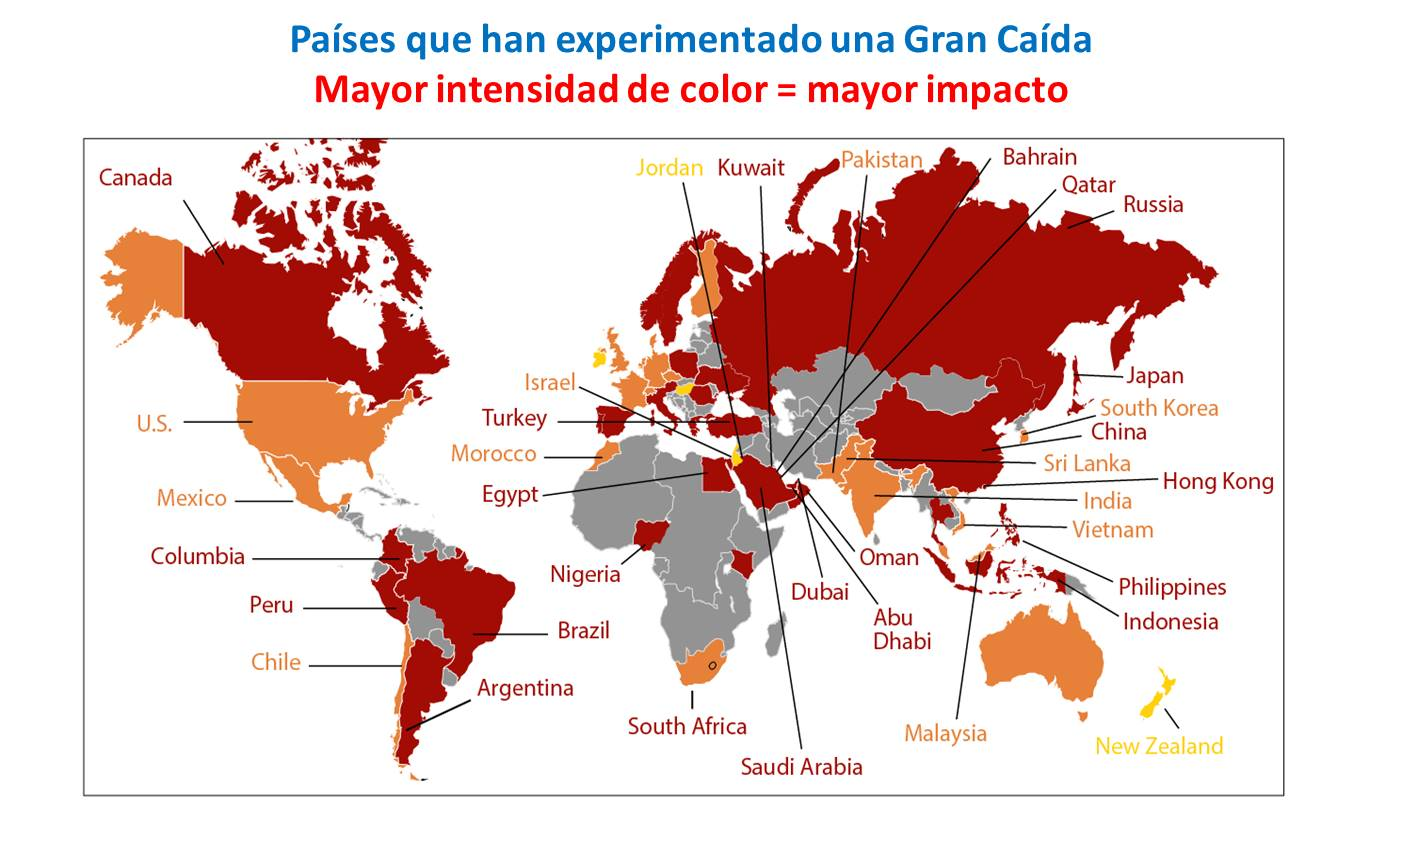 Países que han experimentado una Gran Caída
Mayor intensidad de color = mayor impacto
Canada
Jordan
Kuwait
Pakistan
Bahrain
Qatar
Russia
Israel
Turkey
Morocco
Egypt
U.S.
Mexico
Columbia
Peru
Chile
Brazil
Argentina
Nigeria
South Africa
Saudi Arabia
Dubai
Abu
Dhabi
Oman
Japan
South Korea
China
Sri Lanka
Hong Kong
India
Vietnam
Philippines
Indonesia
Malaysia
New Zealand